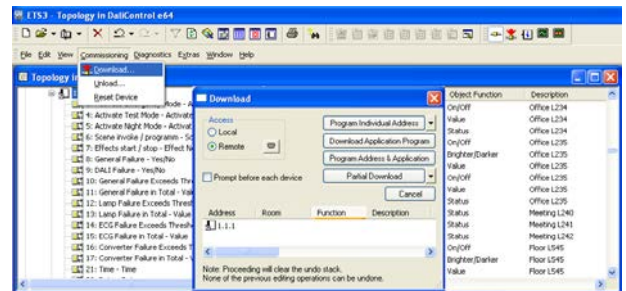 ETS3 - Topology in DaliControl e64
File Edit View Commissioning Diagnostics Extras Window Help
Topology in
Download...
Unload...
Reset Device
4: Activate Test Mode - Activate
5: Activate Night Mode - Activat
6: Scene invoke / programm - Sc
7: Effects start / stop - Effect N
8: General Failure - Yes/No
9: DALI Failure - Yes/No
10: General Failure Exceeds Thr
11: General Failure in Total - Val
12: Lamp Failure Exceeds Thresh
13: Lamp Failure in Total - Value
14: ECG Failure Exceeds Thresh
15: ECG Failure in Total - Value
16: Converter Failure Exceeds T
17: Converter Failure in Total - V
21: Time - Time
Download
Access
Local
Remote
Prompt before each device
Program Individual Address
Download Application Program
Program Address & Application
Partial Download
Cancel
Address Room Function Description
1.1.1
Note: Proceeding will clear the undo stack.
None of the previous editing operations can be undone.
Object Function Description
On/Off Office L234
Value Office L234
Status Office L234
On/Off Office L235
Brighter/Darker Office L235
Value Office L235
Status Office L235
On/Off Office L235
Value Office L235
Status Office L235
Status Meeting L240
Status Meeting L241
Status Meeting L242
On/Off Floor L545
Brighter/Darker Floor L545
Value Floor L545